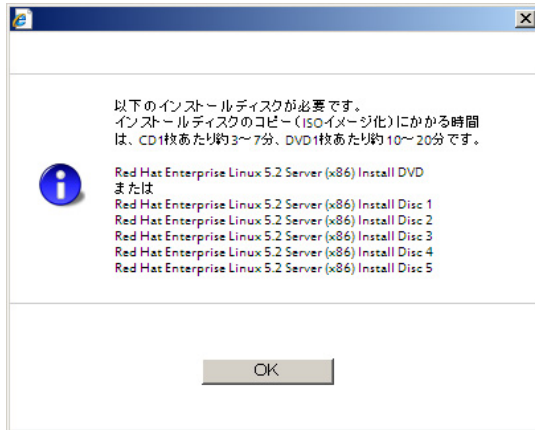 以下のインストールディスクが必要です。
インストールディスクのコピー（ISOイメージ化）にかかる時間
は、CD1枚あたり約3～7分、DVD1枚あたり約10～20分です。
Red Hat Enterprise Linux 5.2 Server (x86) Install DVD
または
Red Hat Enterprise Linux 5.2 Server (x86) Install Disc 1
Red Hat Enterprise Linux 5.2 Server (x86) Install Disc 2
Red Hat Enterprise Linux 5.2 Server (x86) Install Disc 3
Red Hat Enterprise Linux 5.2 Server (x86) Install Disc 4
Red Hat Enterprise Linux 5.2 Server (x86) Install Disc 5
OK